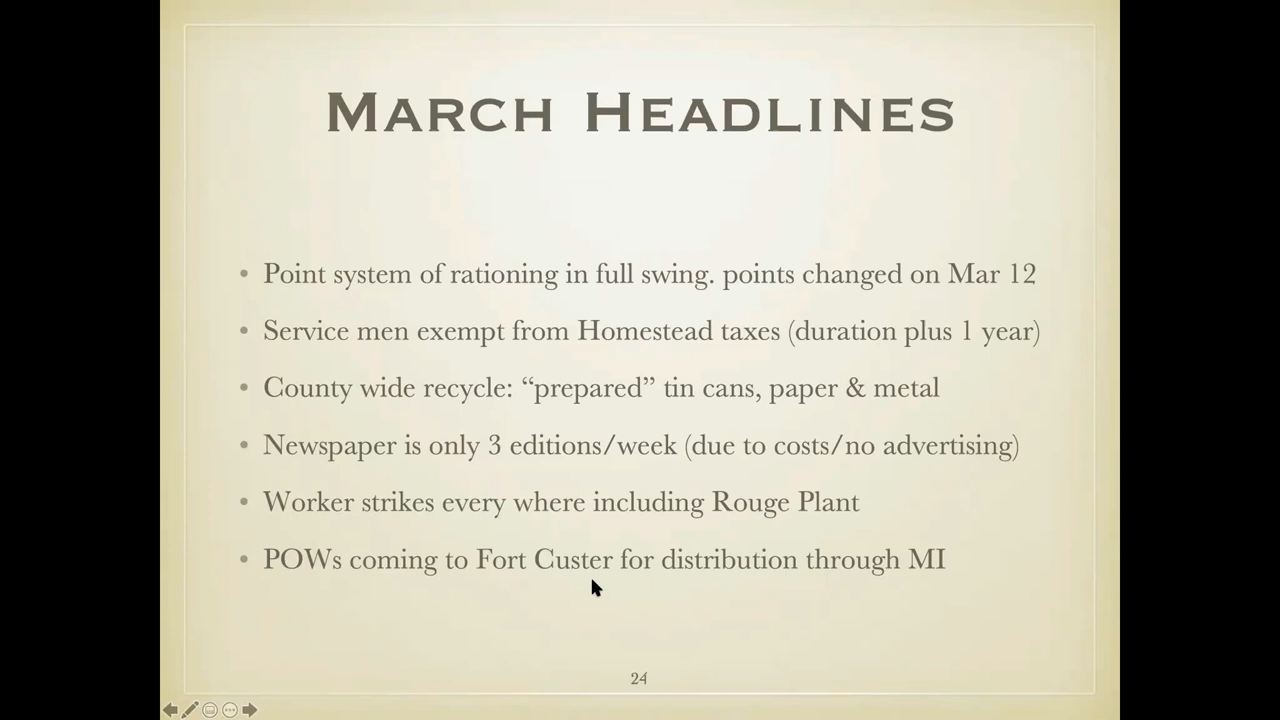 March Headlines
• Point system of rationing in full swing. points changed on Mar 12
• Service men exempt from Homestead taxes (duration plus 1 year)
• County wide recycle: “prepared” tin cans, paper & metal
• Newspaper is only 3 editions/week (due to costs/no advertising)
• Worker strikes every where including Rouge Plant
• POWs coming to Fort Custer for distribution through MI
24